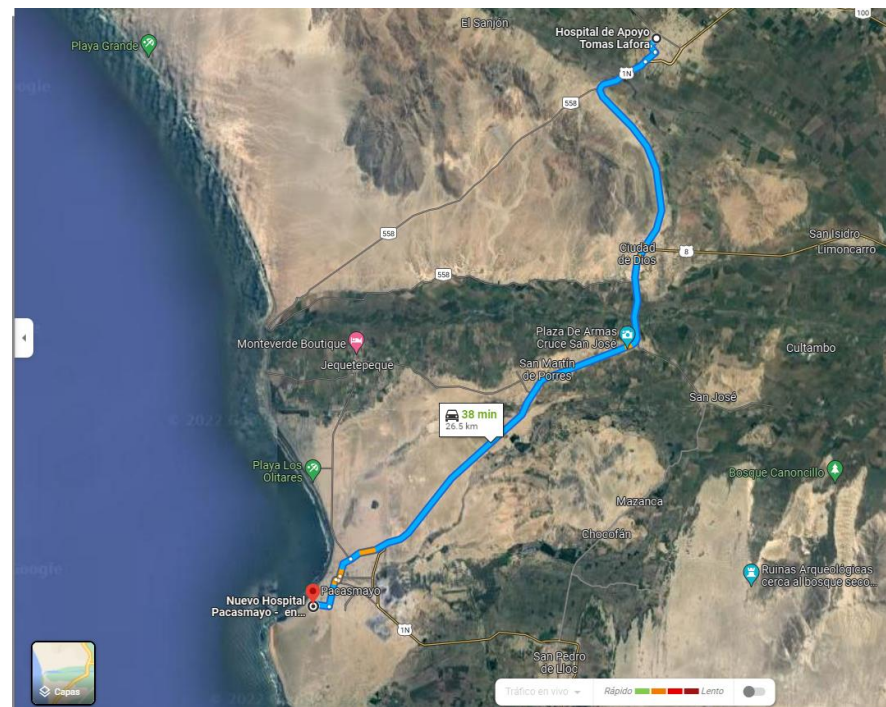 100
El Sanjón
Hospital de Apoyo
Tomas Lafora
Playa Grande
1N
558
San Isidro
Limoncarro
558
Ciudad
de Dios
8
558
Plaza De Armas
Cruce San José
Monteverde Boutique
Jequetepeque
San Martín
de Porres
Cultambo
San José
38 min
26.5 km
© 2022
Playa Los
Olitares
Bosque Canoncillo
Mazanca
Chocofán
Google
Ruinas Arqueologicas
cerca al bosque seco...
Nuevo Hospital
Pacasmayo - en...
Pacasmayo
1N
San Pedro
de Lloc
Capas
Tráfico en vivo
Rápido
Lento